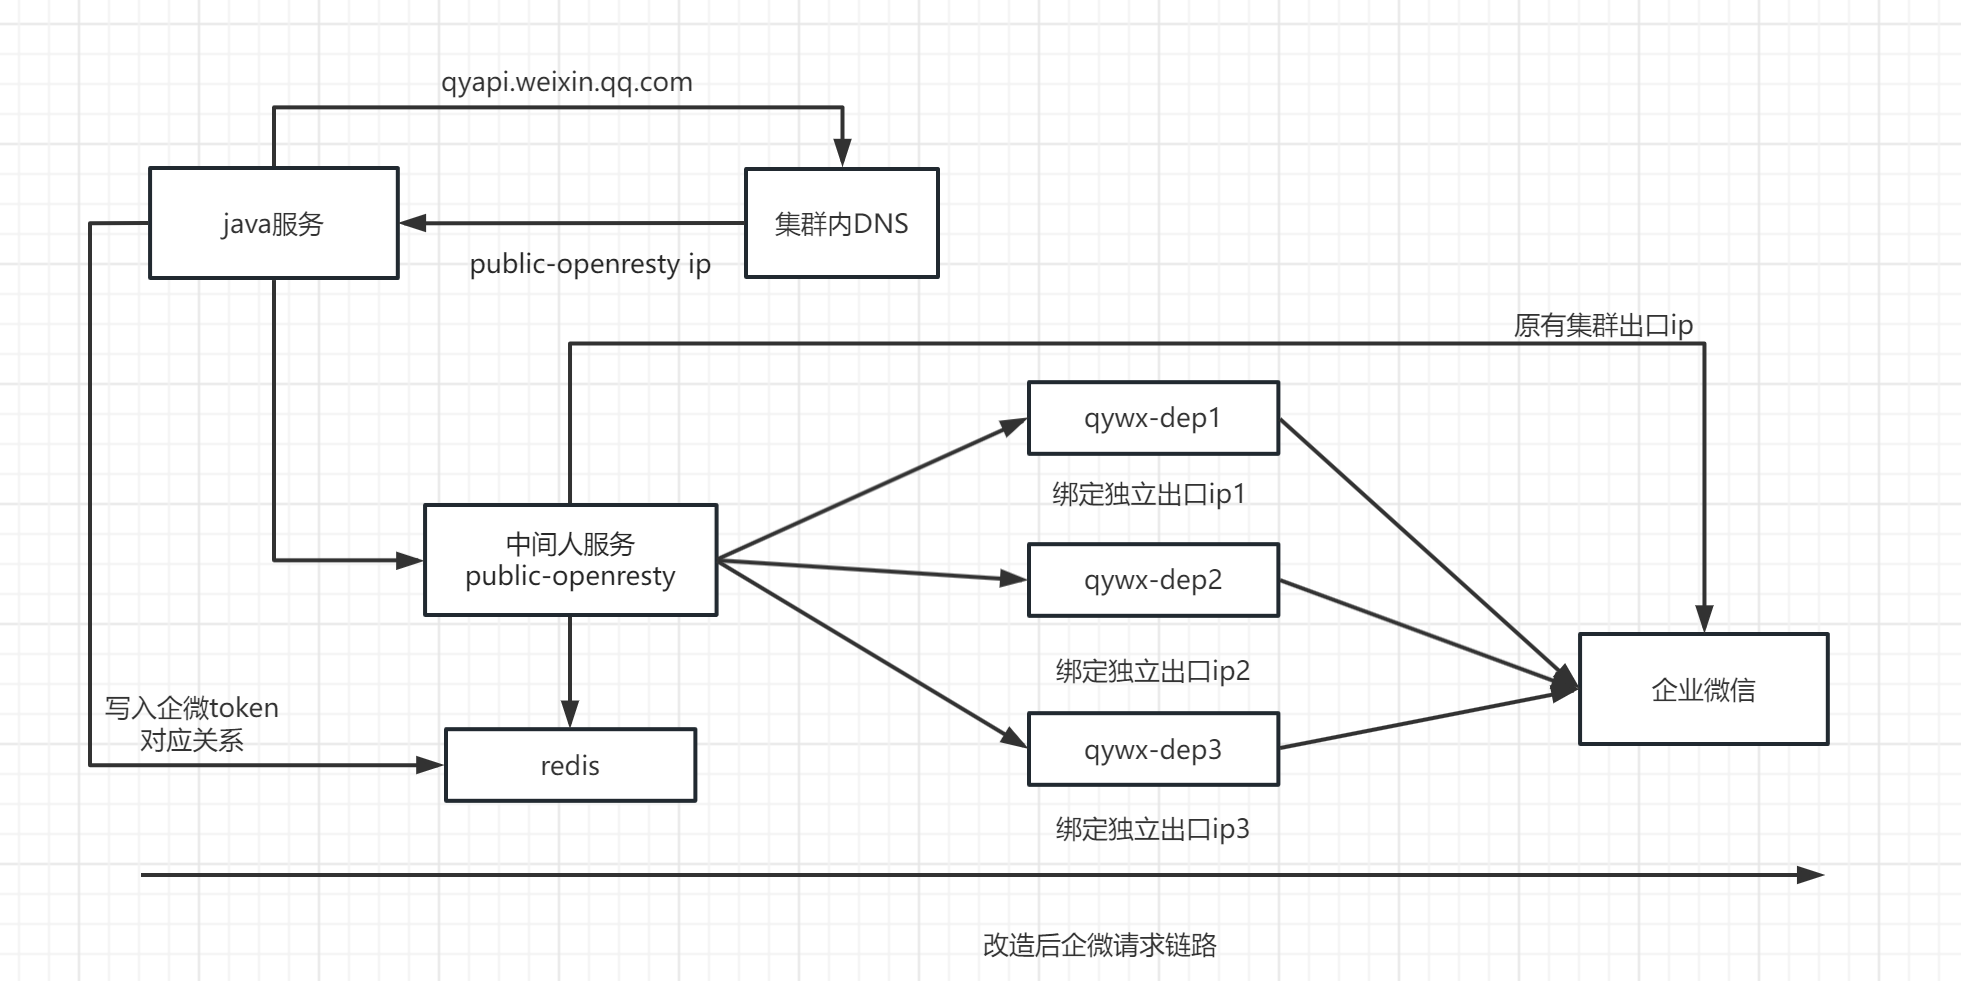 qyapi.weixin.qq.com
java服务
集群内DNS
public-openresty ip
原有集群出口ip
qywx-dep1
绑定独立出口ip1
中间人服务
public-openresty
qywx-dep2
绑定独立出口ip2
企业微信
写入企微token
对应关系
redis
qywx-dep3
绑定独立出口ip3
改造后企微请求链路